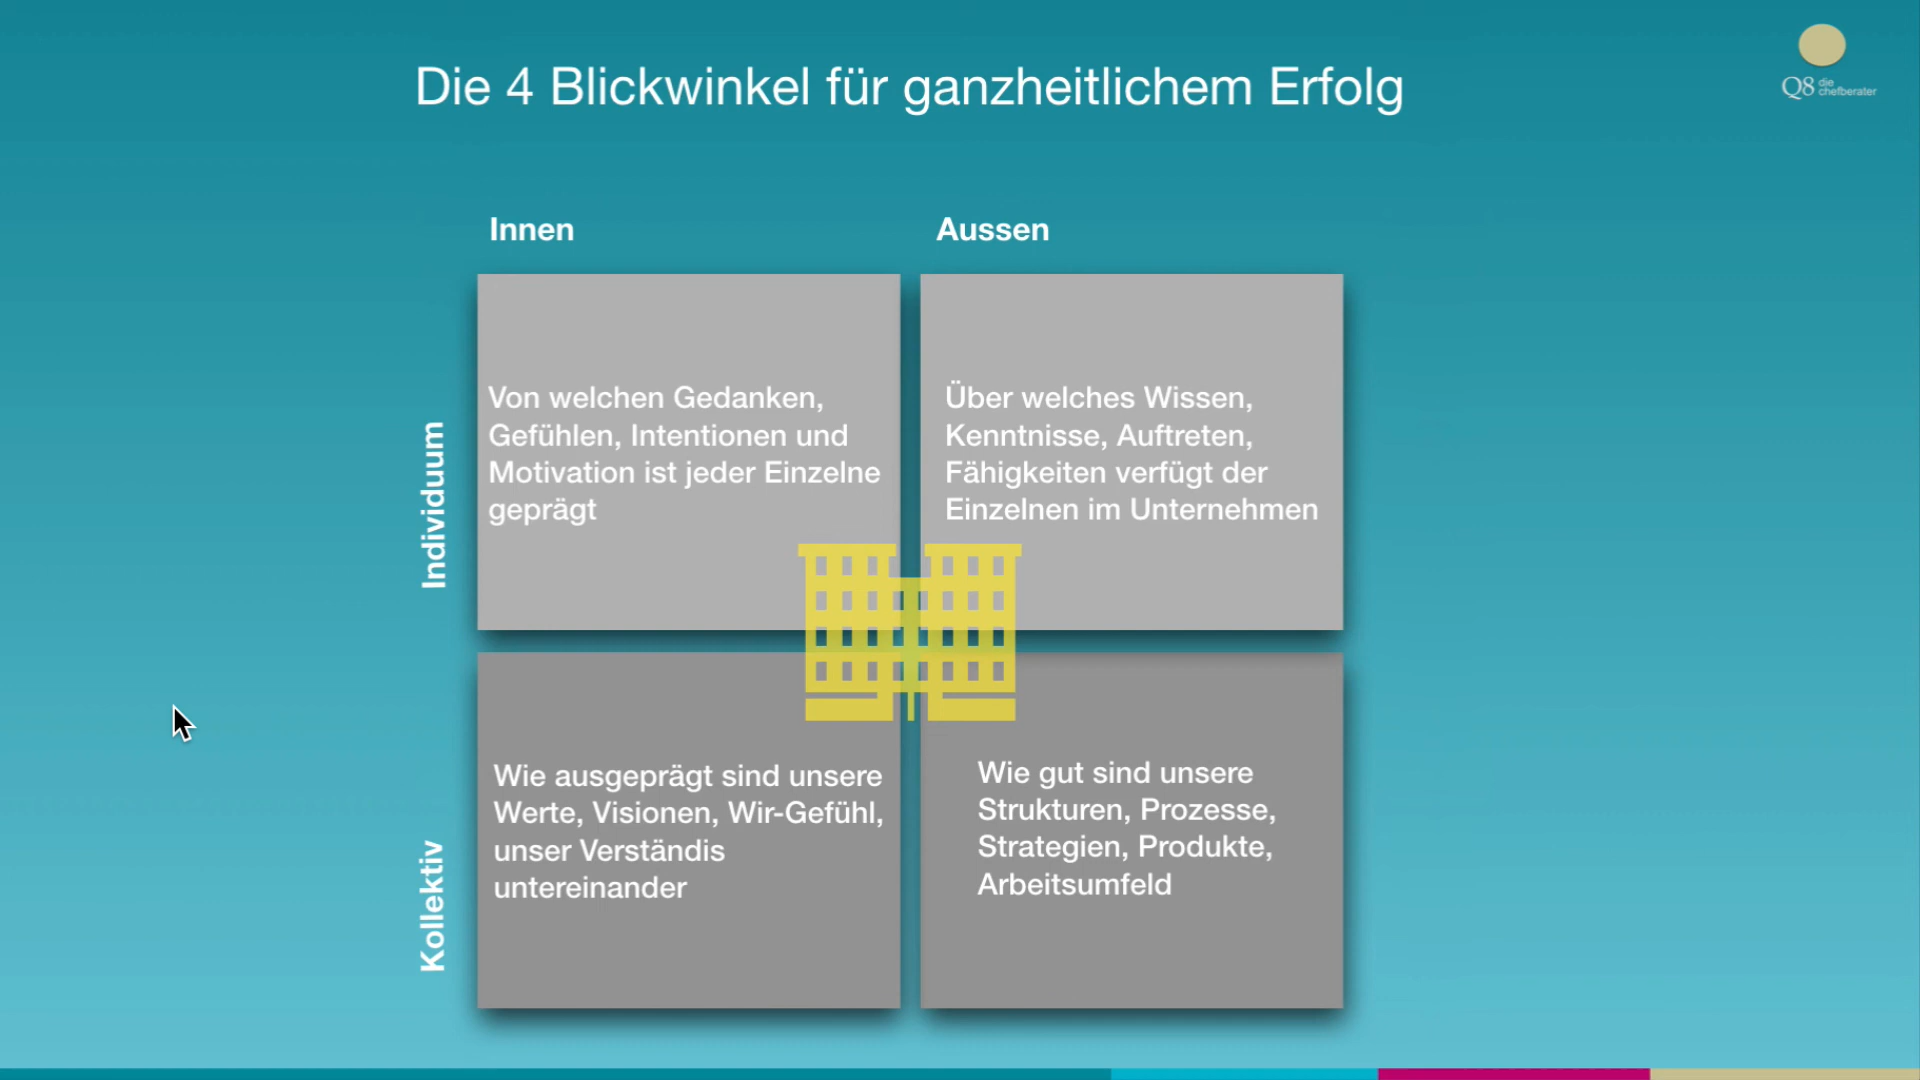 Die 4 Blickwinkel für ganzheitlichem Erfolg
Q8 die chefberater
Innen
Aussen
Individuum
Von welchen Gedanken,
Gefühlen, Intentionen und
Motivation ist jeder Einzelne
geprägt
Über welches Wissen,
Kenntnisse, Auftreten,
Fähigkeiten verfügt der
Einzelnen im Unternehmen
Kollektiv
Wie ausgeprägt sind unsere
Werte, Visionen, Wir-Gefühl,
unser Verständis
untereinander
Wie gut sind unsere
Strukturen, Prozesse,
Strategien, Produkte,
Arbeitsumfeld